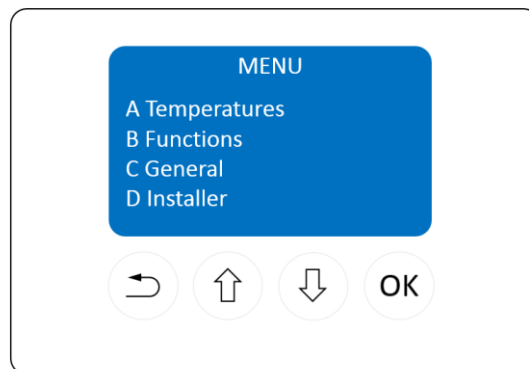 MENU
A Temperatures
B Functions
C General
D Installer
OK